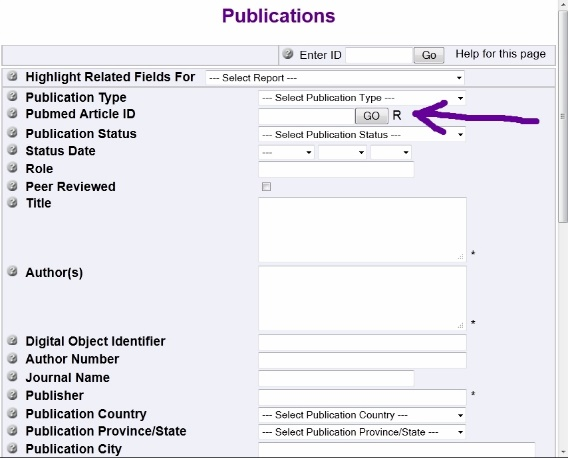 Publications
Enter ID Go Help for this page
Highlight Related Fields For --- Select Report ---
Publication Type --- Select Publication Type ---
Pubmed Article ID GO R
Publication Status --- Select Publication Status ---
Status Date ---
Role
Peer Reviewed
Title *
Author(s) *
Digital Object Identifier
Author Number
Journal Name
Publisher *
Publication Country --- Select Publication Country ---
Publication Province/State --- Select Publication Province/State ---
Publication City